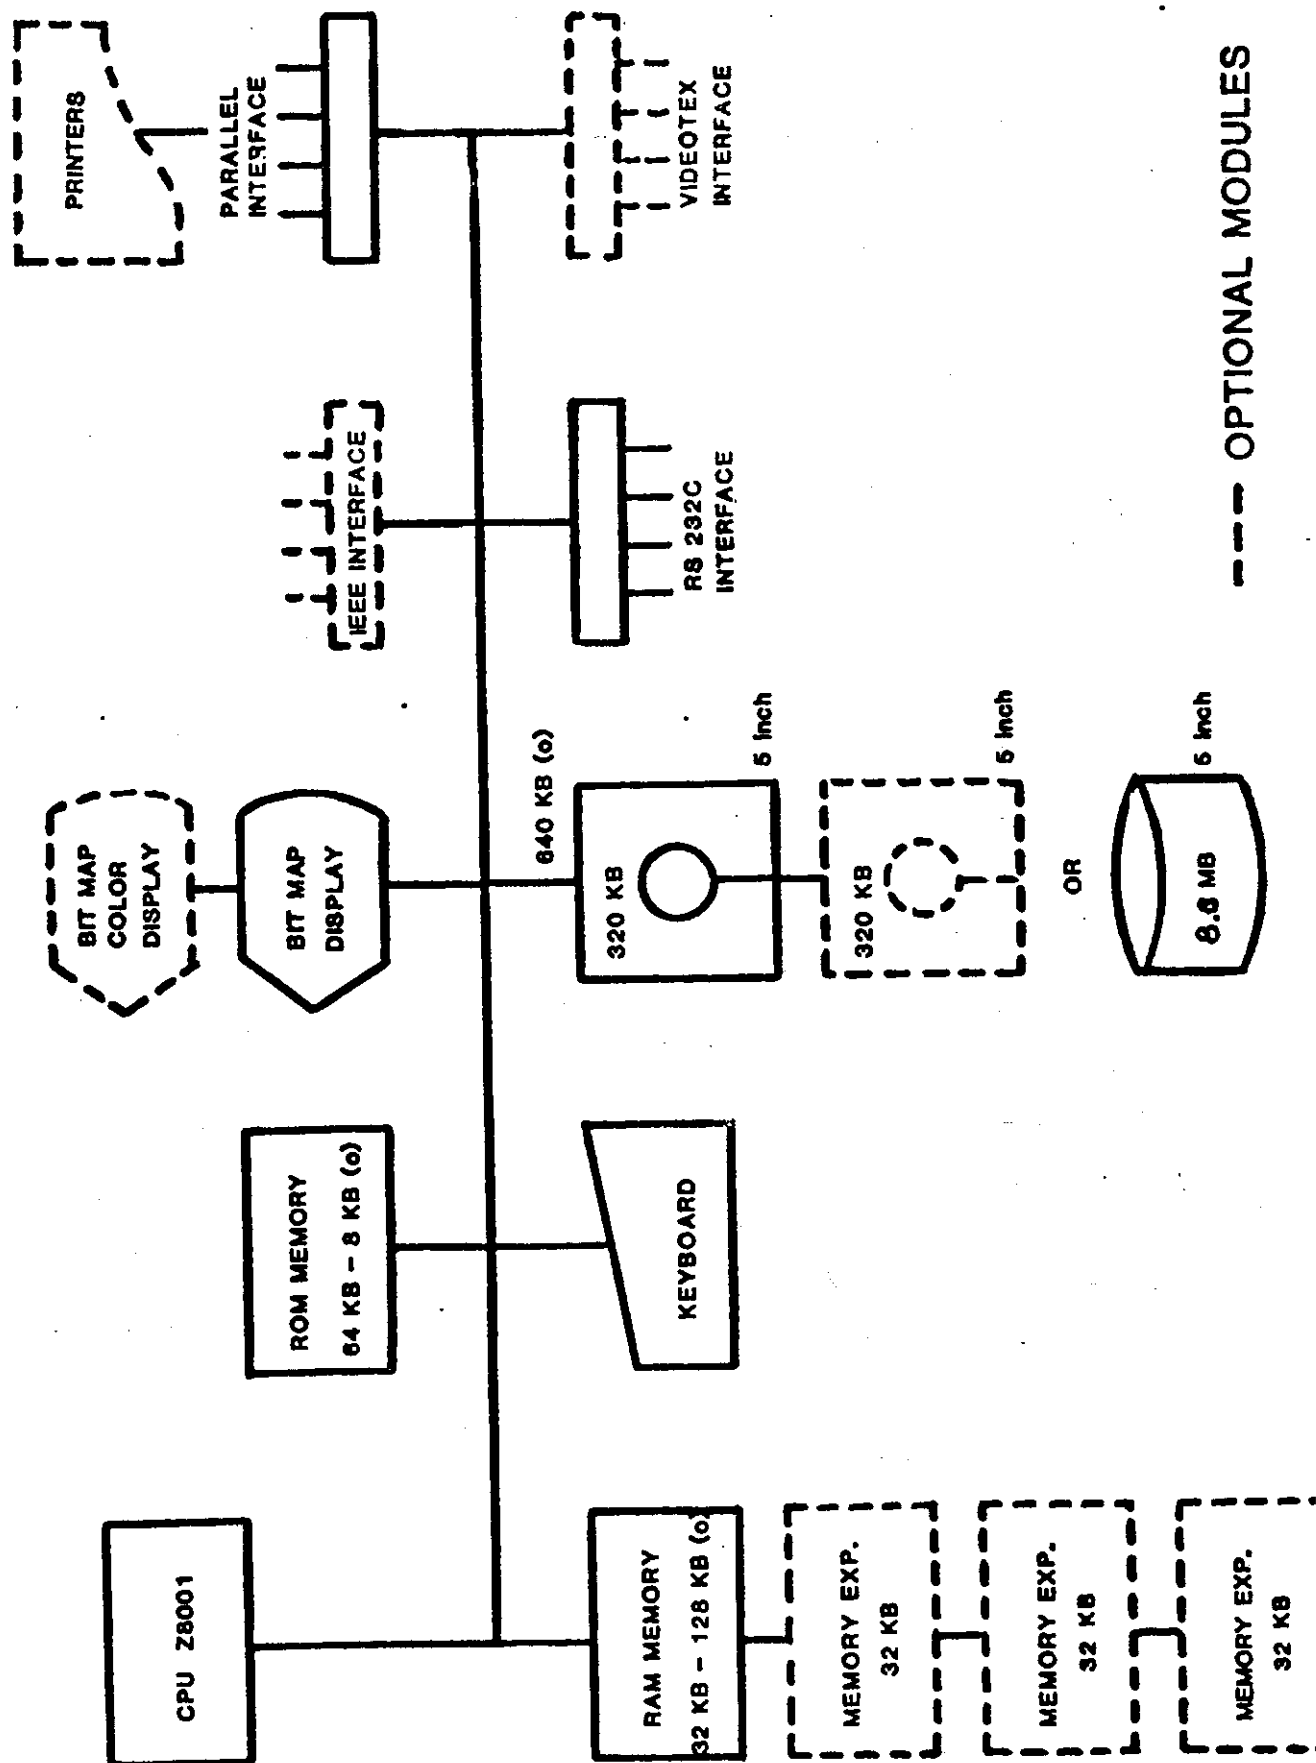 CPU Z8001
ROM MEMORY
64 KB – 8 KB (o)
BIT MAP
COLOR
DISPLAY
BIT MAP
DISPLAY
IEEE INTERFACE
PRINTERS
PARALLEL
INTERFACE
RAM MEMORY
32 KB – 128 KB (o)
MEMORY EXP.
32 KB
MEMORY EXP.
32 KB
MEMORY EXP.
32 KB
KEYBOARD
640 KB (o)
320 KB
5 inch
320 KB
5 inch
OR
8.6 MB
5 inch
RS 232C
INTERFACE
VIDEOTEX
INTERFACE
OPTIONAL MODULES